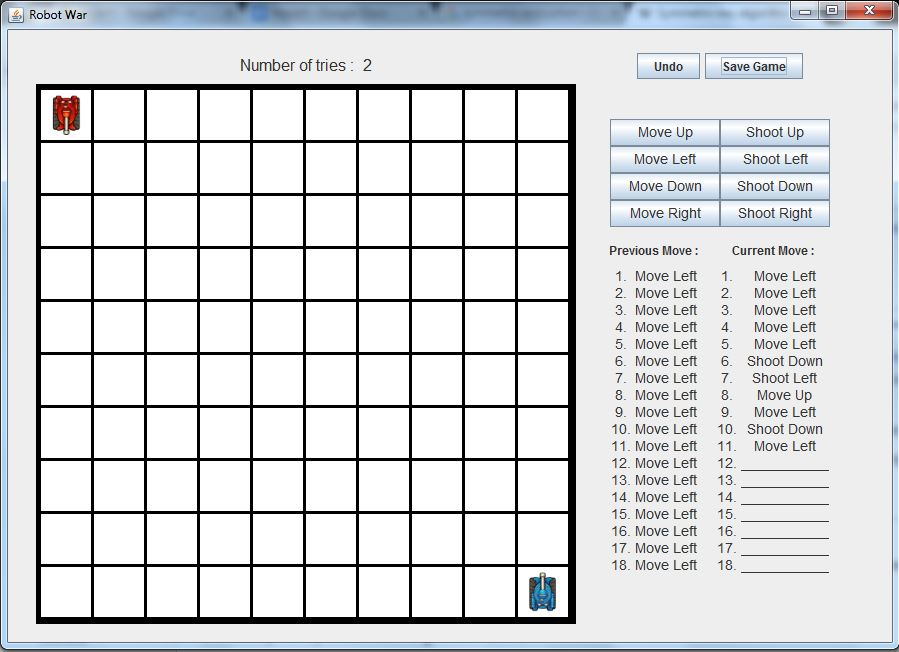 Robot War
Number of tries : 2
Undo
Save Game
Move Up
Shoot Up
Move Left
Shoot Left
Move Down
Shoot Down
Move Right
Shoot Right
Previous Move :
Current Move :
1. Move Left
2. Move Left
3. Move Left
4. Move Left
5. Move Left
6. Move Left
7. Move Left
8. Move Left
9. Move Left
10. Move Left
11. Move Left
12. Move Left
13. Move Left
14. Move Left
15. Move Left
16. Move Left
17. Move Left
18. Move Left
1. Move Left
2. Move Left
3. Move Left
4. Move Left
5. Move Left
6. Shoot Down
7. Shoot Left
8. Move Up
9. Move Left
10. Shoot Down
11. Move Left
12. ___________
13. ___________
14. ___________
15. ___________
16. ___________
17. ___________
18. ___________